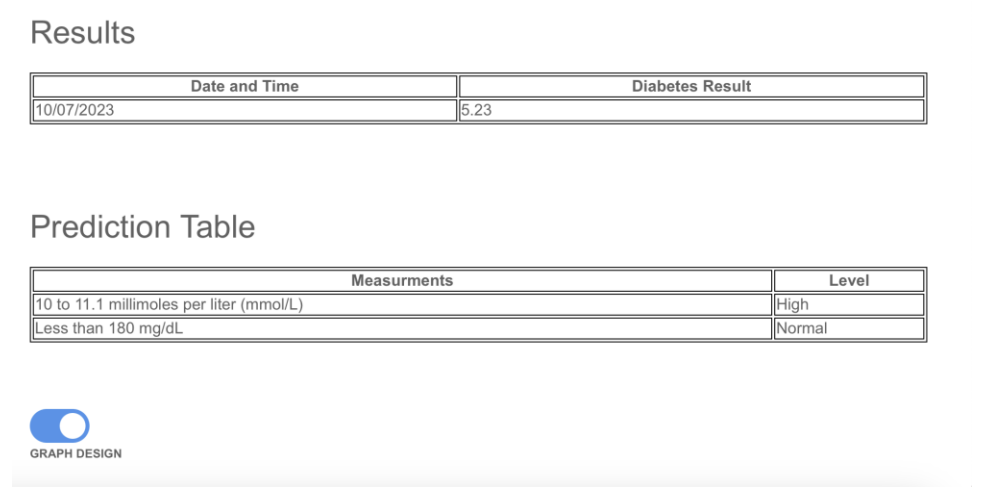 Results
Date and Time Diabetes Result
10/07/2023 5.23
Prediction Table
Measurments Level
10 to 11.1 millimoles per liter (mmol/L) High
Less than 180 mg/dL Normal
GRAPH DESIGN